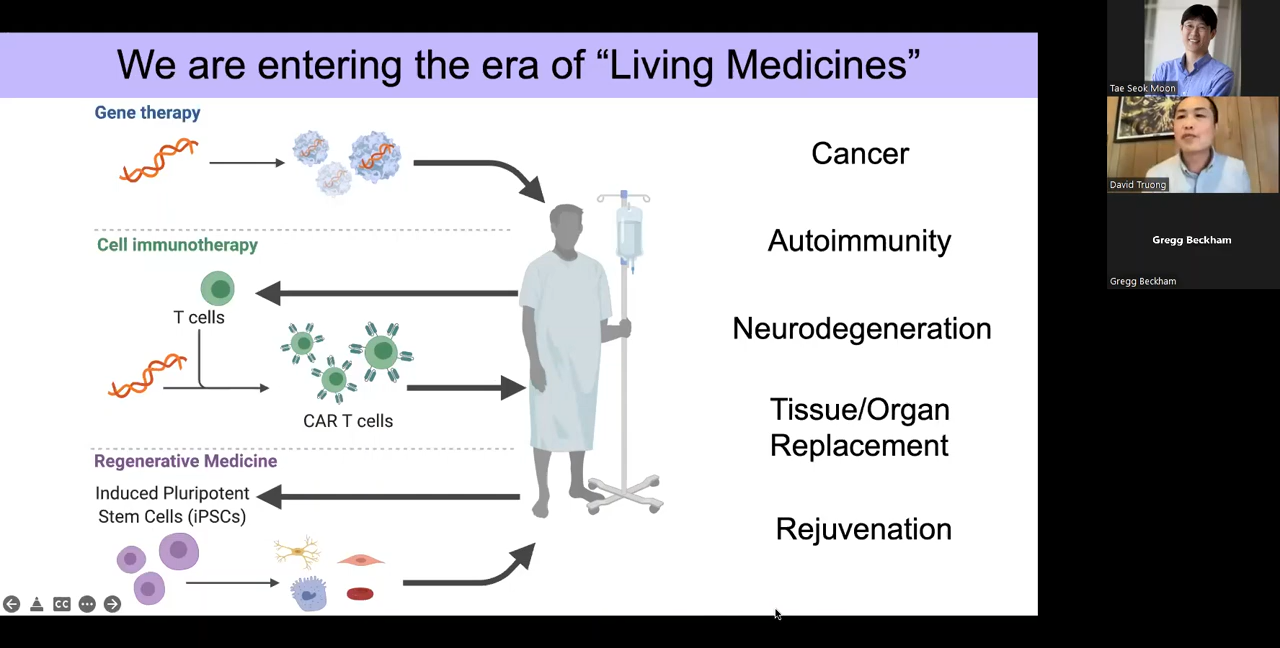 We are entering the era of “Living Medicines”
Gene therapy
Cell immunotherapy
T cells
CAR T cells
Regenerative Medicine
Induced Pluripotent
Stem Cells (iPSCs)
Cancer
Autoimmunity
Neurodegeneration
Tissue/Organ
Replacement
Rejuvenation
CC
Tae Seok Moon
David Truong
Gregg Beckham
Gregg Beckham